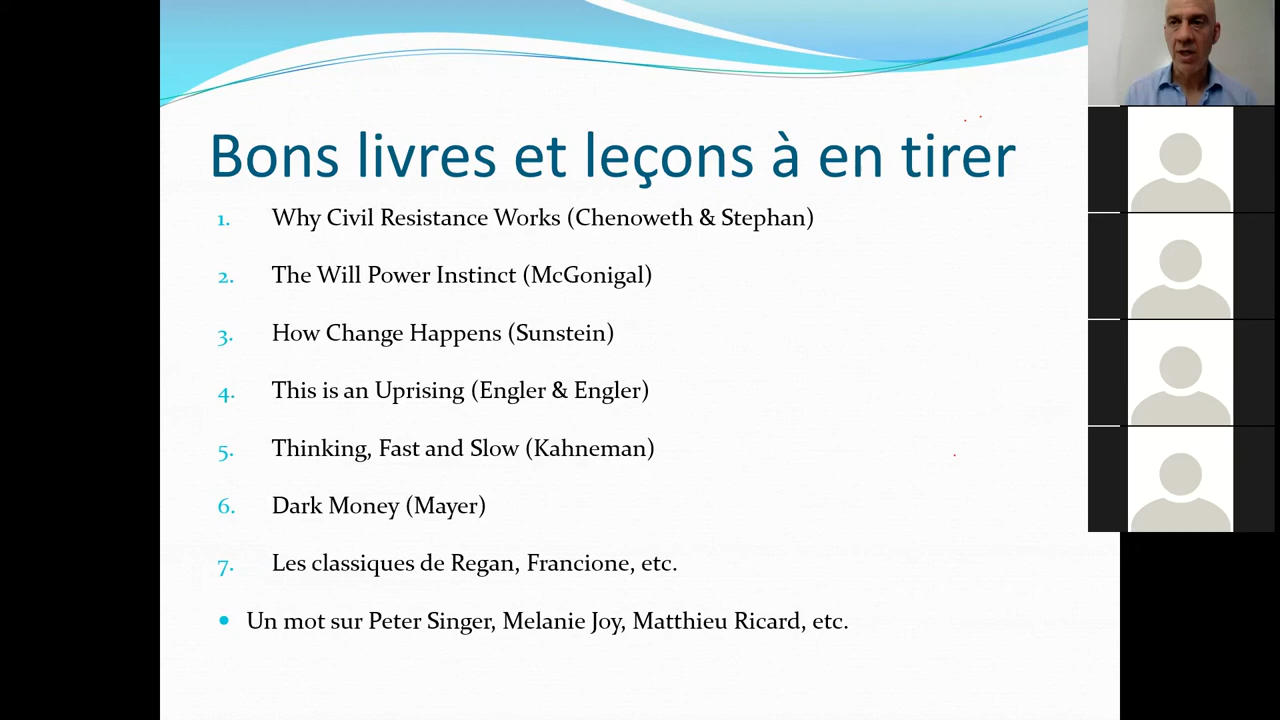 Bons livres et leçons à en tirer
1. Why Civil Resistance Works (Chenoweth & Stephan)
2. The Will Power Instinct (McGonigal)
3. How Change Happens (Sunstein)
4. This is an Uprising (Engler & Engler)
5. Thinking, Fast and Slow (Kahneman)
6. Dark Money (Mayer)
7. Les classiques de Regan, Francione, etc.
• Un mot sur Peter Singer, Melanie Joy, Matthieu Ricard, etc.